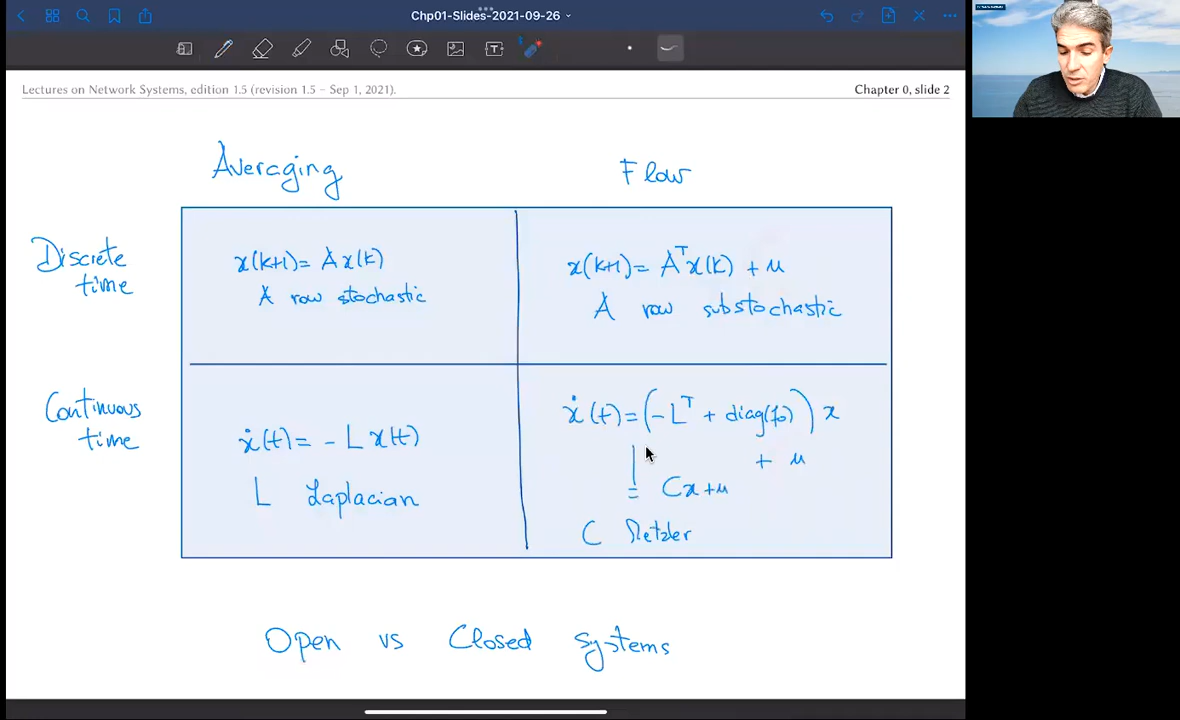 Chp01-Slides-2021-09-26
Lectures on Network Systems, edition 1.5 (revision 1.5 – Sep 1, 2021).
Chapter 0, slide 2
Averaging
Flow
Discrete
time
x(k+1)= A x(k)
A row stochastic
x(k+1)= Aᵀx(k) + u
A row substochastic
Continuous
time
ẋ(t)= - L x(t)
L Laplacian
ẋ(t)=(-Lᵀ + diag(f₀)) x
+ u
= Cx+u
C Metzler
Open vs Closed systems